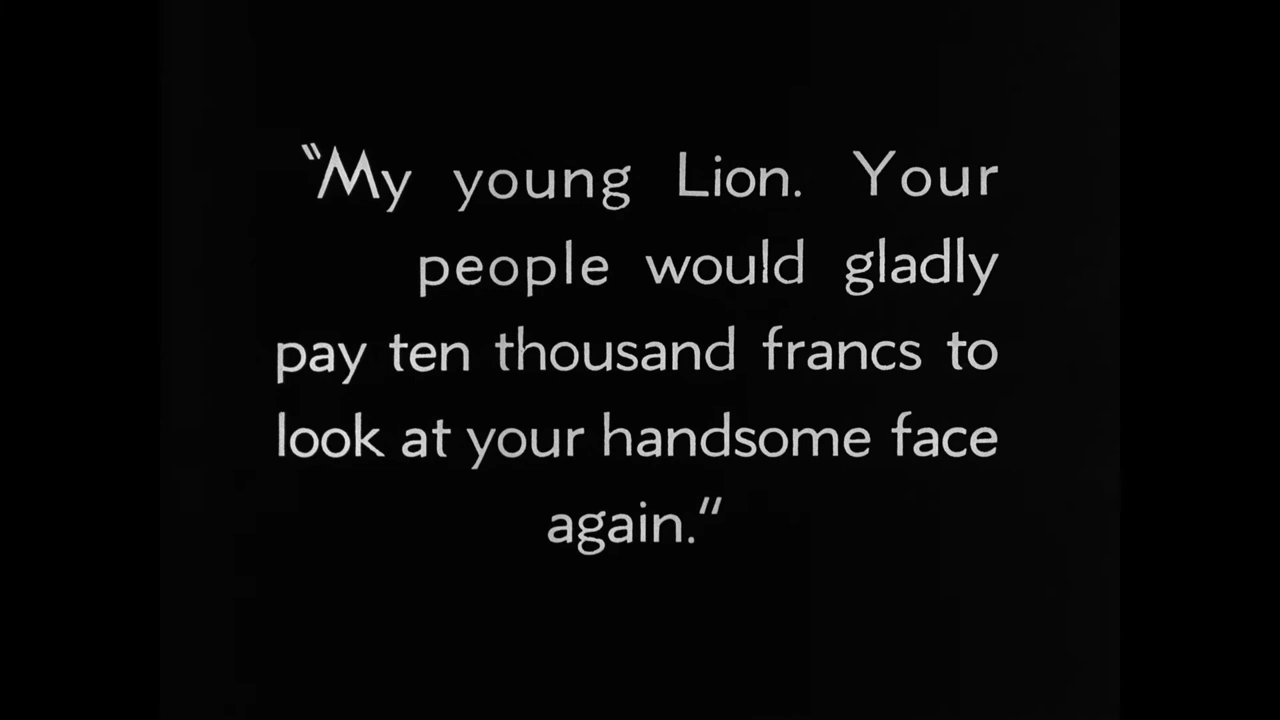 "My young Lion. Your
people would gladly
pay ten thousand francs to
look at your handsome face
again."